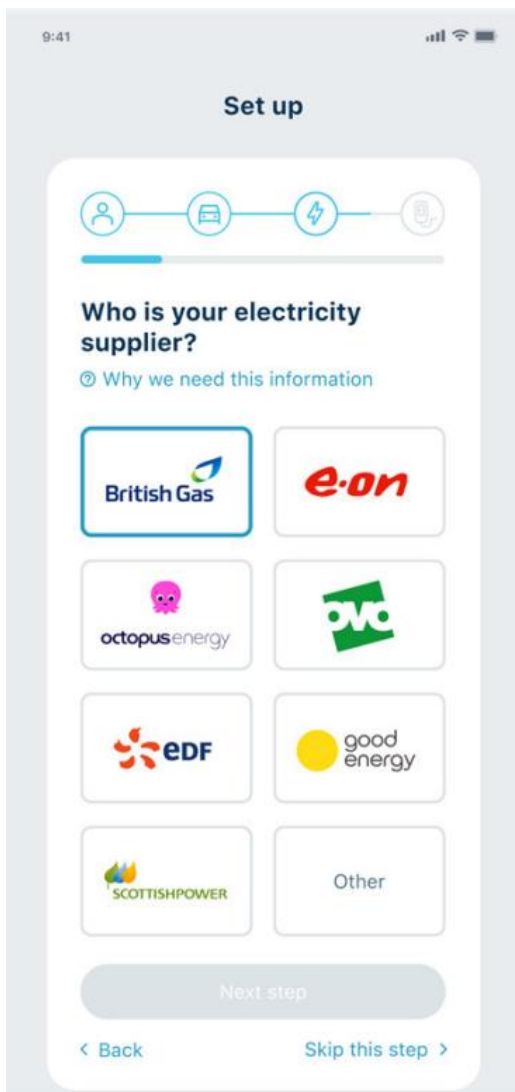 9:41
Set up
Who is your electricity
supplier?
Why we need this information
British Gas
e·on
octopusenergy
ovo
eDF
good
energy
SCOTTISHPOWER
Other
Next step
< Back
Skip this step >